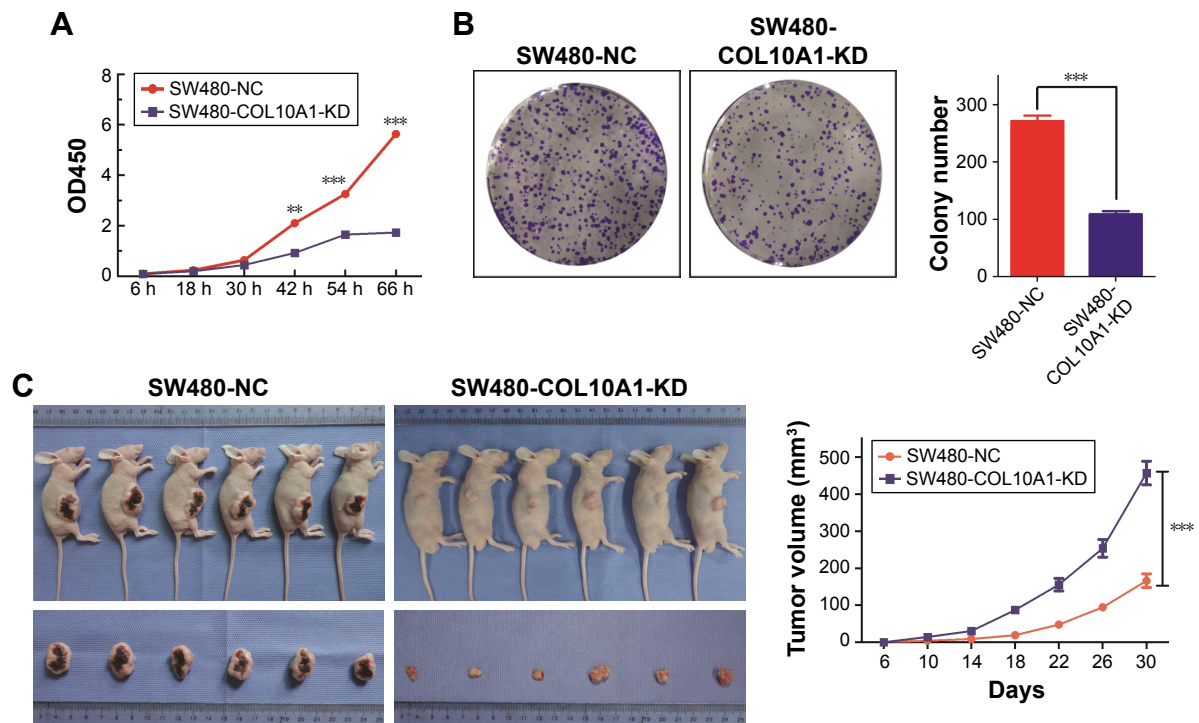 A
OD450
8
6
4
2
0
SW480-NC
SW480-COL10A1-KD
**
***
***
6 h 18 h 30 h 42 h 54 h 66 h
B
SW480-NC
SW480-
COL10A1-KD
Colony number
300
200
100
0
***
SW480-NC
SW480-
COL10A1-KD
C
SW480-NC
SW480-COL10A1-KD
Tumor volume (mm³)
500
400
300
200
100
0
SW480-NC
SW480-COL10A1-KD
***
6 10 14 18 22 26 30
Days